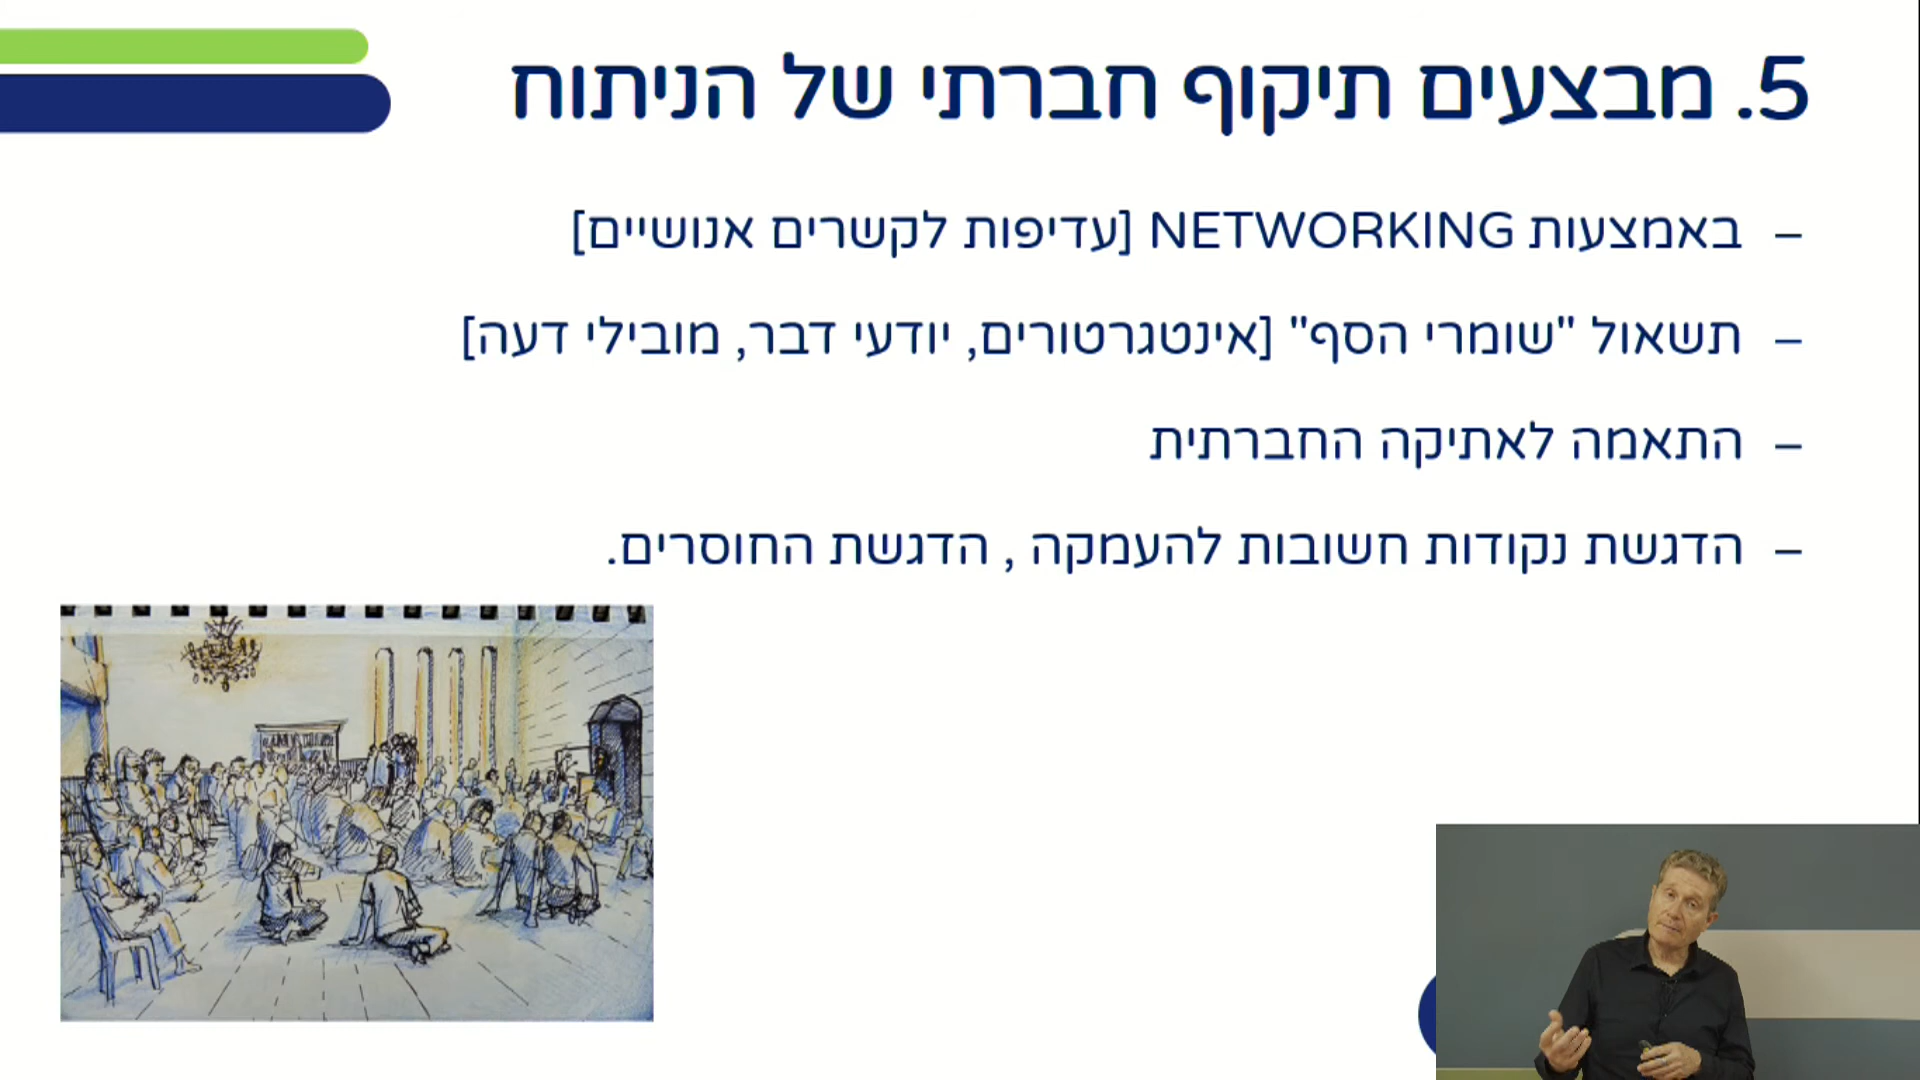 5. מבצעים תיקוף חברתי של הניתוח
– באמצעות NETWORKING [עדיפות לקשרים אנושיים]
– תשאול "שומרי הסף" [אינטגרטורים, יודעי דבר, מובילי דעה]
– התאמה לאתיקה החברתית
– הדגשת נקודות חשובות להעמקה , הדגשת החוסרים.